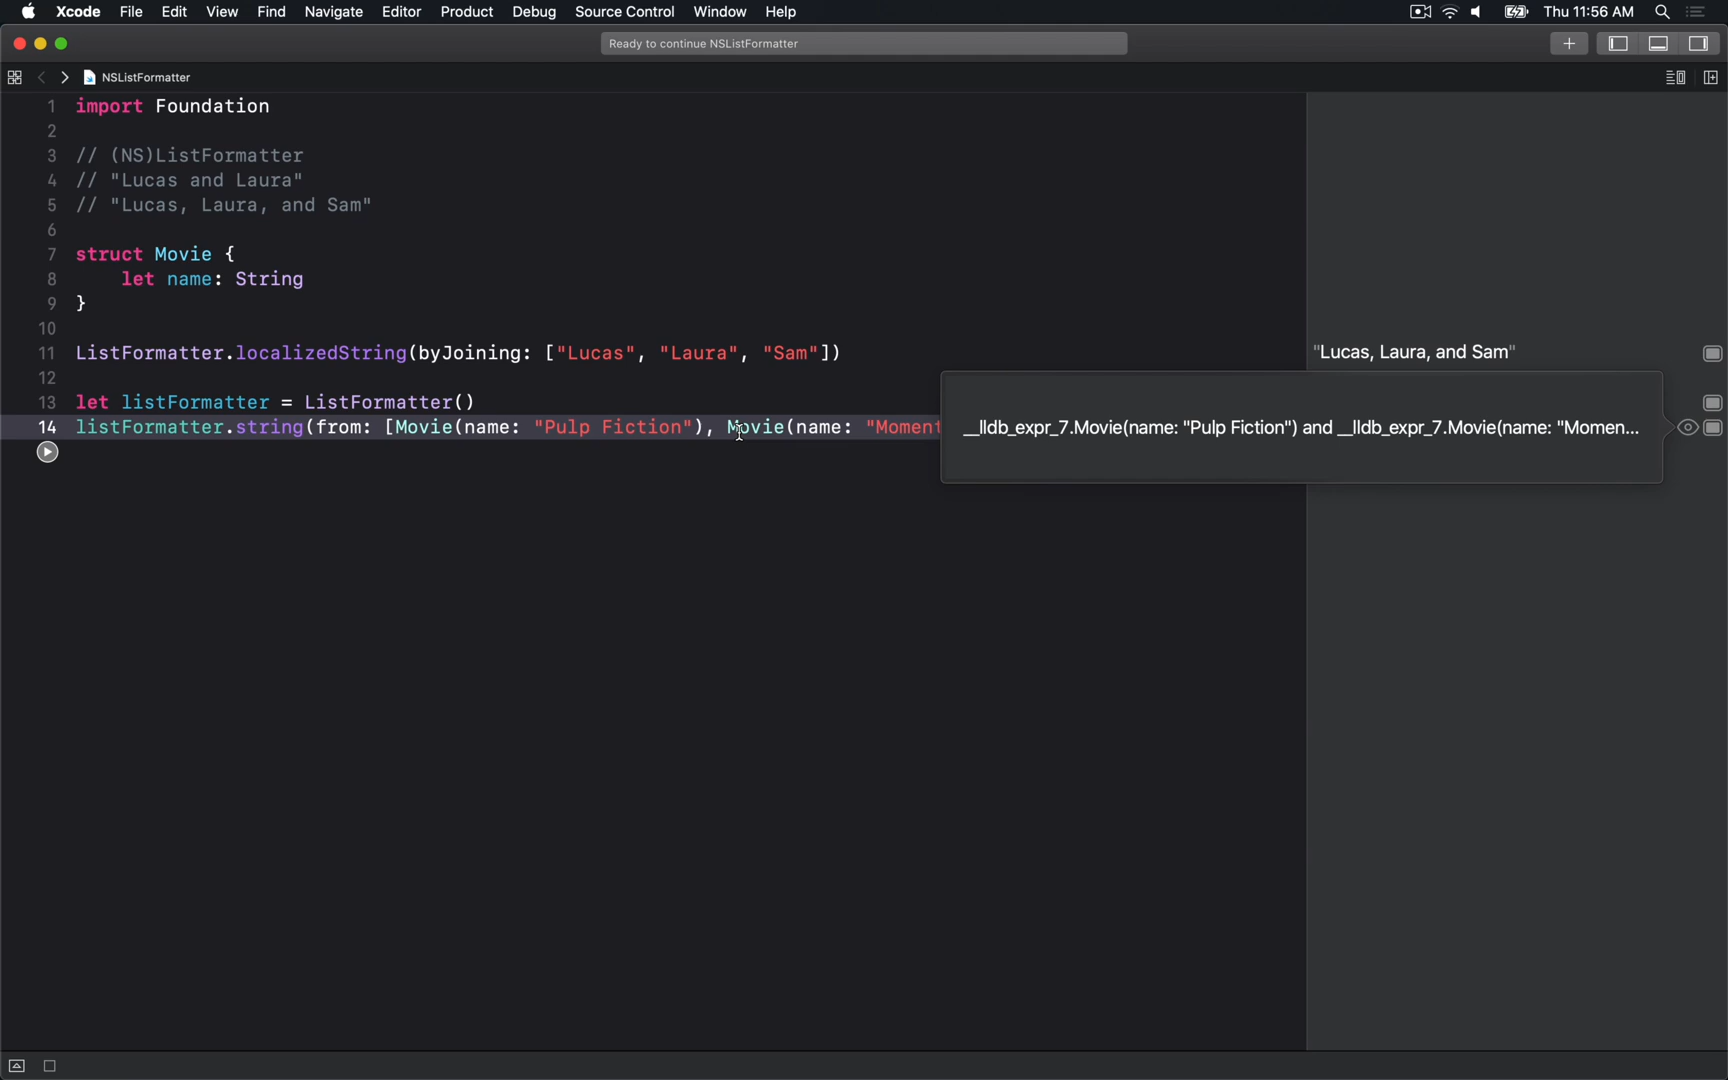 Xcode File Edit View Find Navigate Editor Product Debug Source Control Window Help Thu 11:56 AM
Ready to continue NSListFormatter
NSListFormatter
1 import Foundation
2
3 // (NS)ListFormatter
4 // "Lucas and Laura"
5 // "Lucas, Laura, and Sam"
6
7 struct Movie {
8 let name: String
9 }
10
11 ListFormatter.localizedString(byJoining: ["Lucas", "Laura", "Sam"]) "Lucas, Laura, and Sam"
12
13 let listFormatter = ListFormatter()
14 listFormatter.string(from: [Movie(name: "Pulp Fiction"), Movie(name: "Moment
__lldb_expr_7.Movie(name: "Pulp Fiction") and __lldb_expr_7.Movie(name: "Momen...